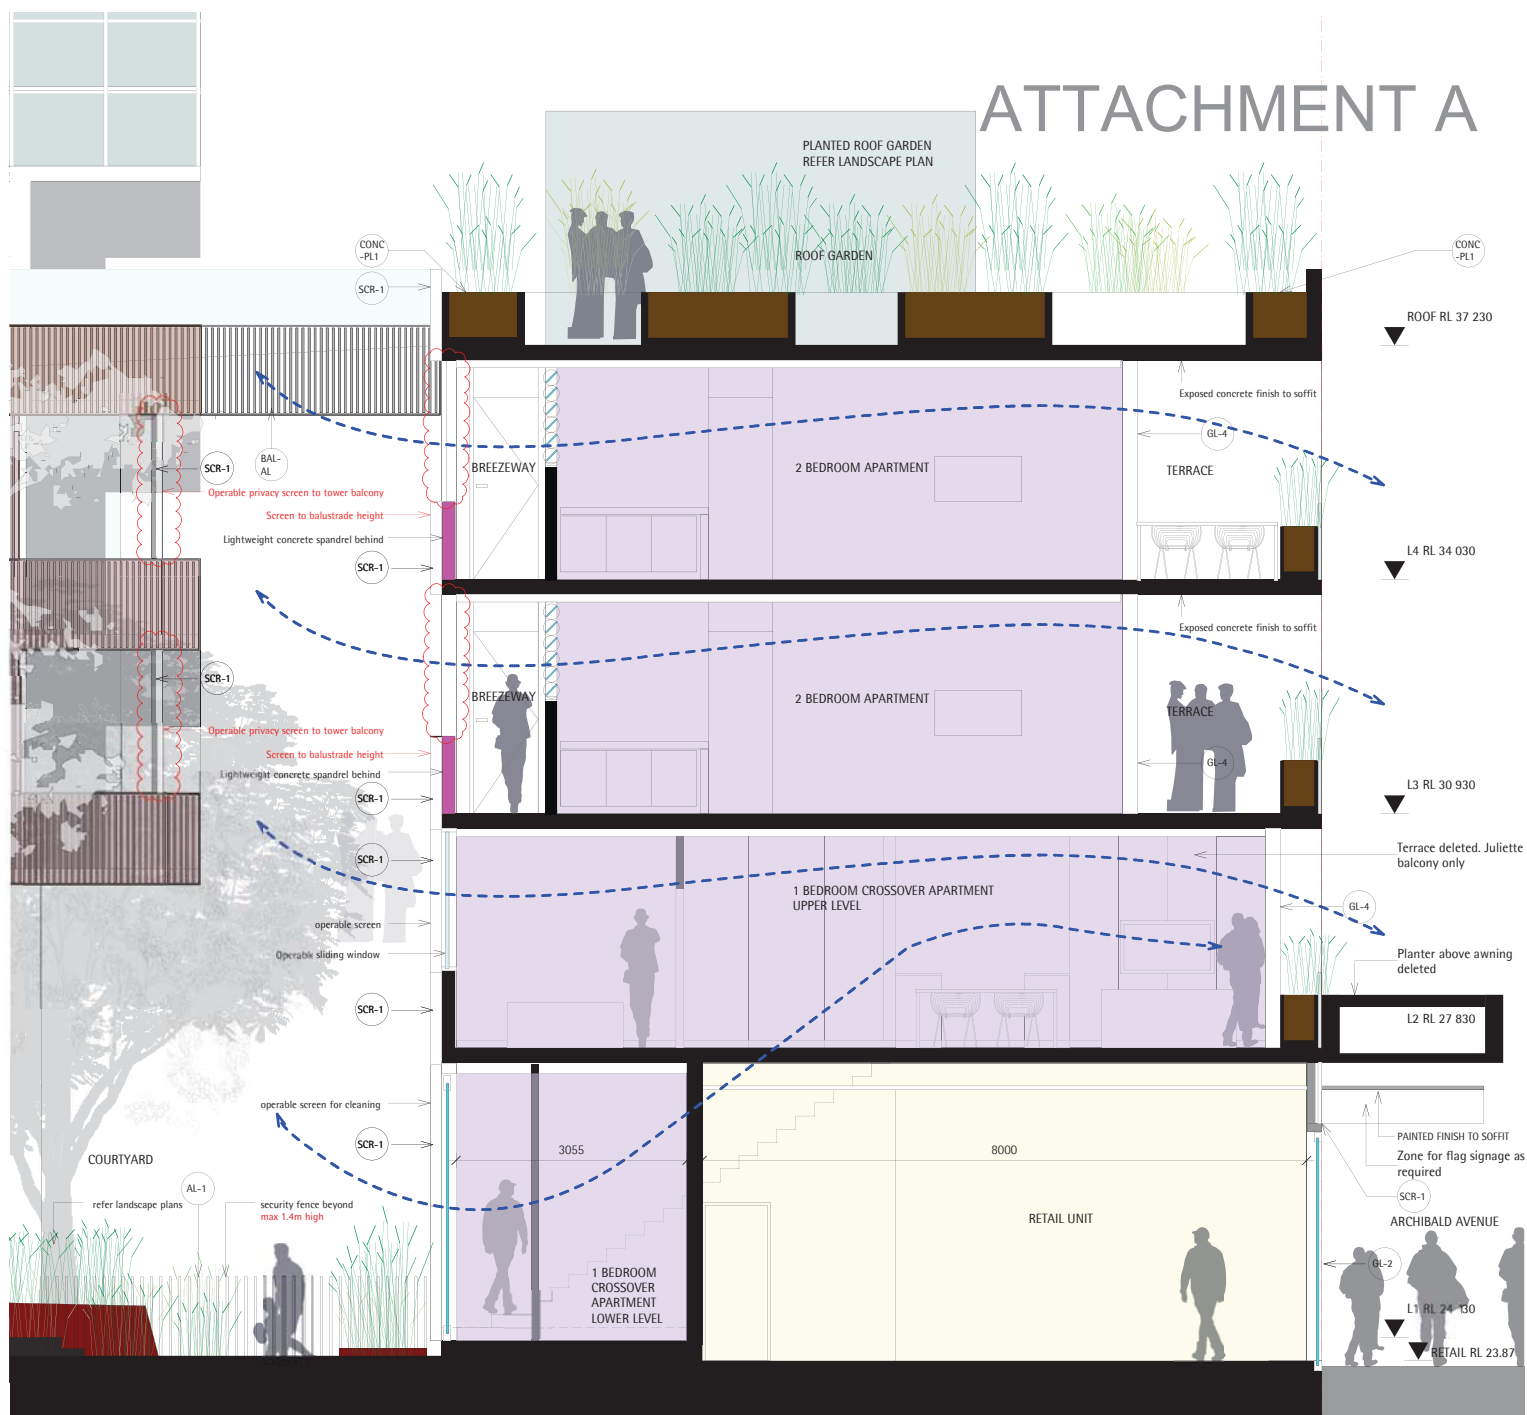 ATTACHMENT A
PLANTED ROOF GARDEN
REFER LANDSCAPE PLAN
CONC
-PL1
SCR-1
ROOF GARDEN
CONC
-PL1
ROOF RL 37 230
Exposed concrete finish to soffit
GL-4
BREEZEWAY
2 BEDROOM APARTMENT
TERRACE
SCR-1
BAL-
AL
Operable privacy screen to tower balcony
Screen to balustrade height
Lightweight concrete spandrel behind
SCR-1
L4 RL 34 030
Exposed concrete finish to soffit
SCR-1
BREEZEWAY
2 BEDROOM APARTMENT
TERRACE
Operable privacy screen to tower balcony
Screen to balustrade height
Lightweight concrete spandrel behind
GL-4
SCR-1
L3 RL 30 930
SCR-1
Terrace deleted. Juliette
balcony only
1 BEDROOM CROSSOVER APARTMENT
UPPER LEVEL
GL-4
operable screen
Operable sliding window
Planter above awning
deleted
SCR-1
L2 RL 27 830
operable screen for cleaning
SCR-1
PAINTED FINISH TO SOFFIT
Zone for flag signage as
required
3055
8000
COURTYARD
AL-1
SCR-1
refer landscape plans
security fence beyond
max 1.4m high
RETAIL UNIT
ARCHIBALD AVENUE
GL-2
1 BEDROOM
CROSSOVER
APARTMENT
LOWER LEVEL
L1 RL 24 130
RETAIL RL 23.87